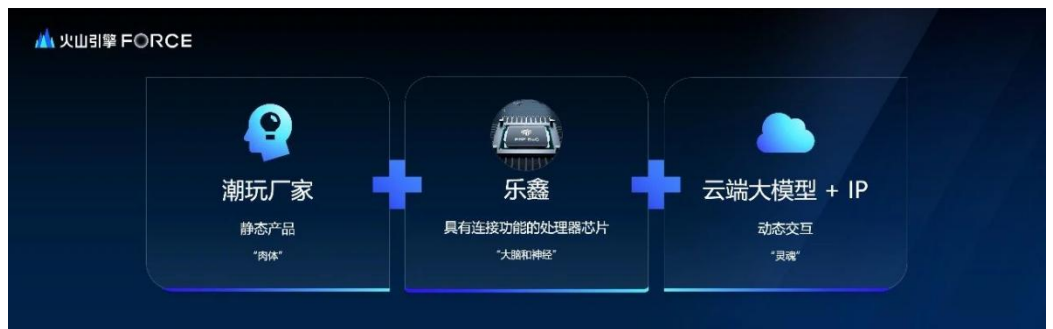 火山引擎 FORCE
潮玩厂家
静态产品
“肉体”
乐鑫
具有连接功能的处理器芯片
“大脑和神经”
云端大模型 + IP
动态交互
“灵魂”